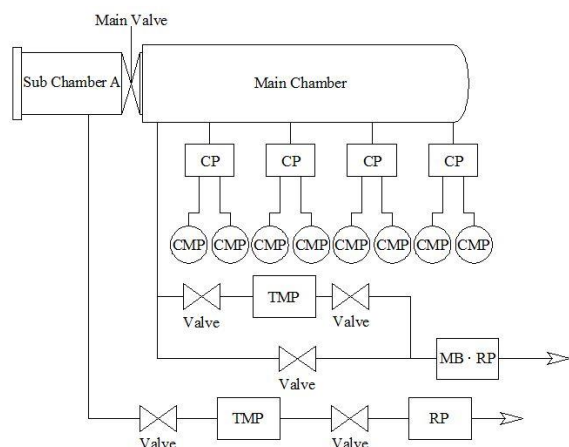 Main Valve
Sub Chamber A
Main Chamber
CP CP CP CP
CMP CMP CMP CMP CMP CMP CMP CMP
TMP
Valve Valve
MB · RP
Valve
TMP RP
Valve Valve